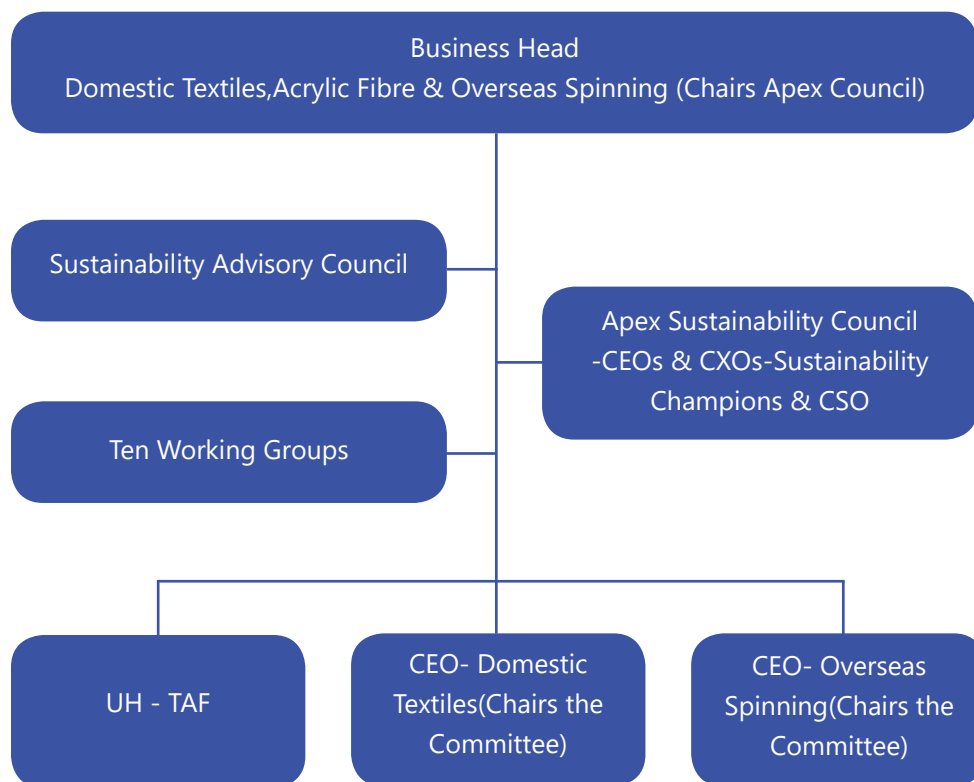 Business Head
Domestic Textiles,Acrylic Fibre & Overseas Spinning (Chairs Apex Council)
Sustainability Advisory Council
Apex Sustainability Council
-CEOs & CXOs-Sustainability
Champions & CSO
Ten Working Groups
UH - TAF
CEO- Domestic
Textiles(Chairs the
Committee)
CEO- Overseas
Spinning(Chairs the
Committee)